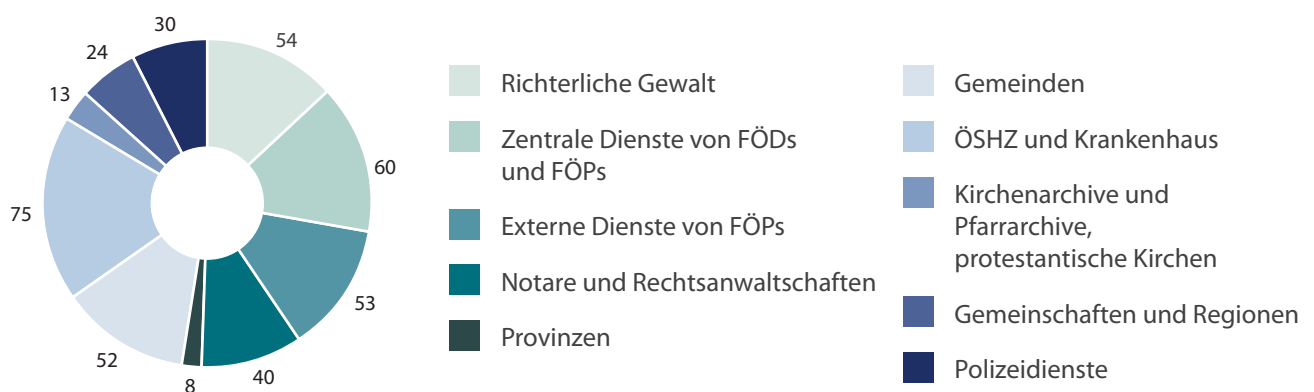 30
54
24
13
60
75
53
52
8
40
Richterliche Gewalt
Zentrale Dienste von FÖDs
und FÖPs
Externe Dienste von FÖPs
Notare und Rechtsanwaltschaften
Provinzen
Gemeinden
ÖSHZ und Krankenhaus
Kirchenarchive und
Pfarrarchive,
protestantische Kirchen
Gemeinschaften und Regionen
Polizeidienste